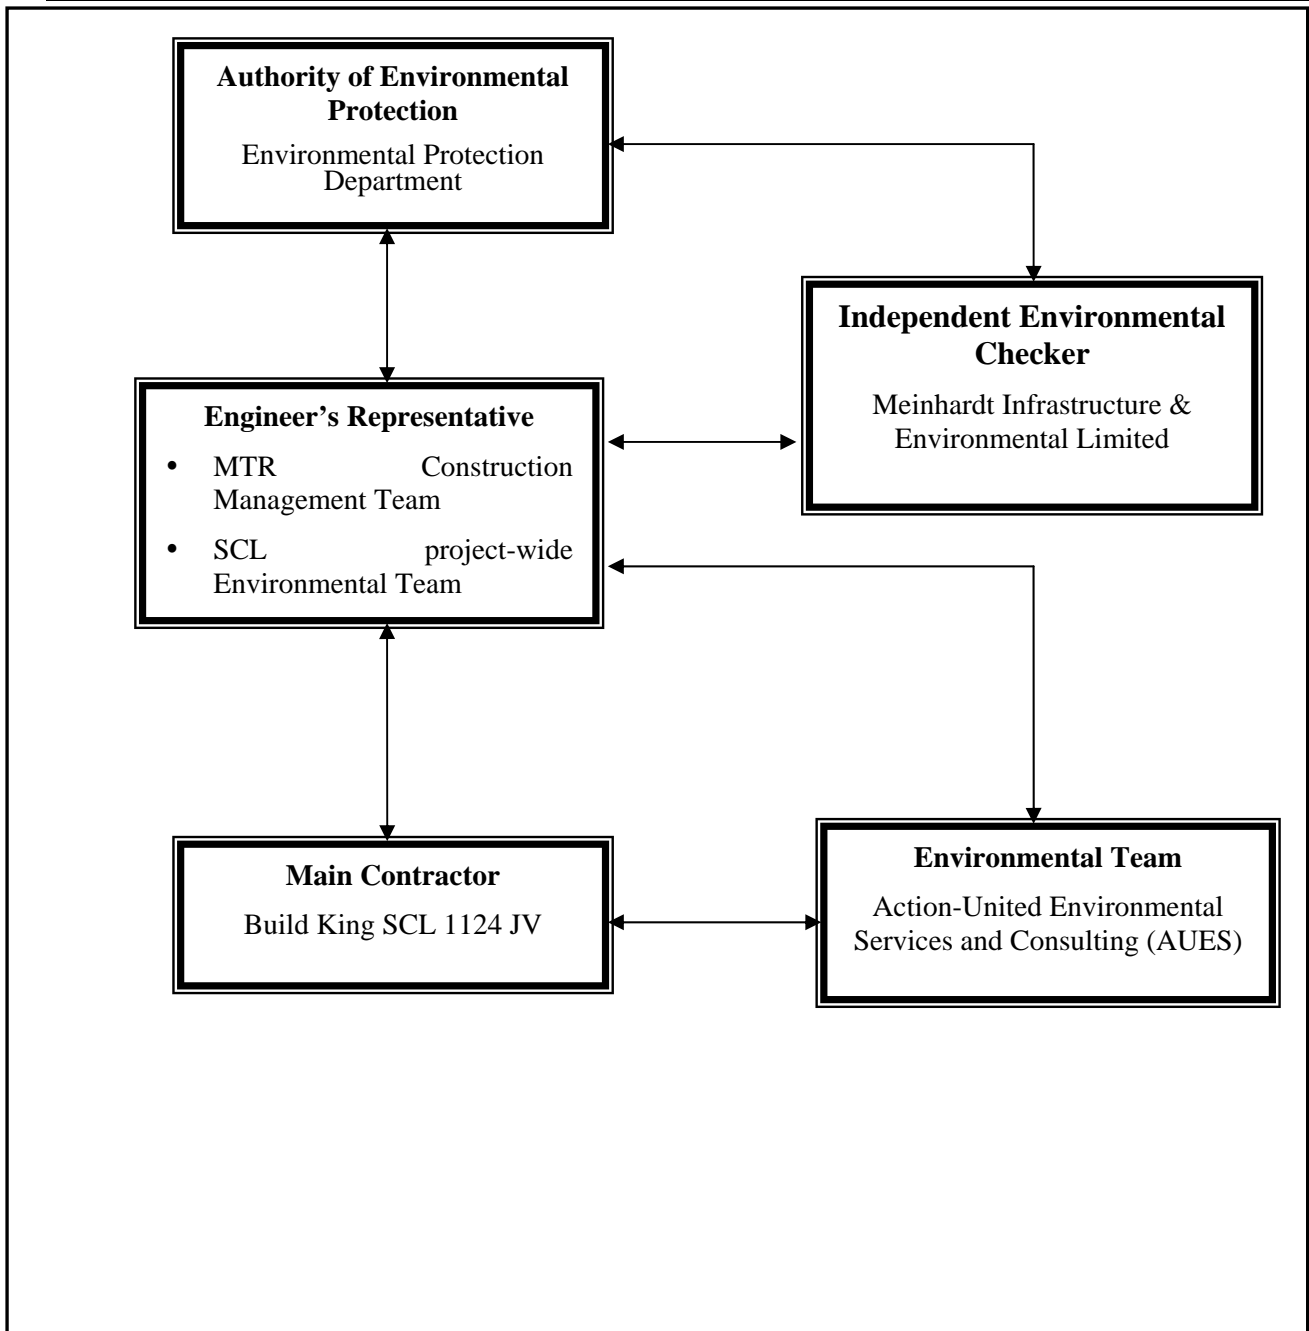 Authority of Environmental
Protection
Environmental Protection
Department
Independent Environmental
Checker
Meinhardt Infrastructure &
Environmental Limited
Engineer’s Representative
• MTR Construction
Management Team
• SCL project-wide
Environmental Team
Main Contractor
Build King SCL 1124 JV
Environmental Team
Action-United Environmental
Services and Consulting (AUES)